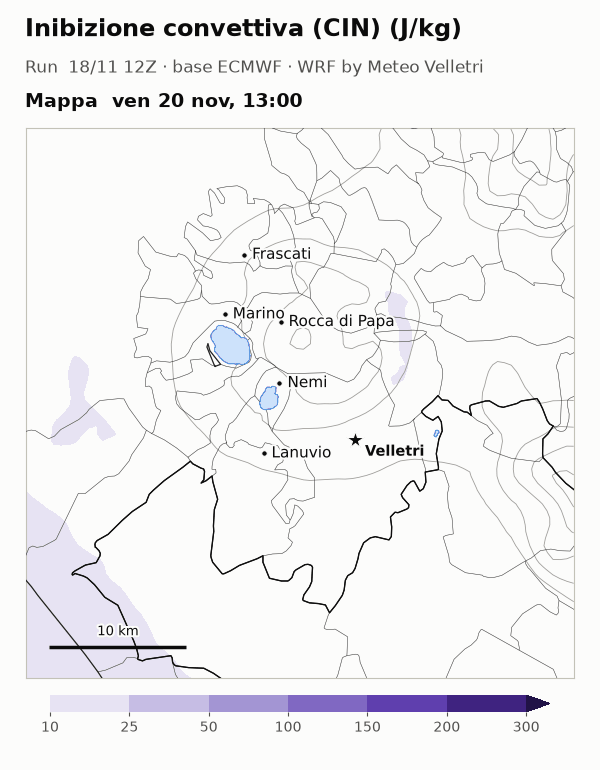 Inibizione convettiva (CIN) (J/kg)
Run  18/11 12Z · base ECMWF · WRF by Meteo Velletri
Mappa  ven 20 nov, 13:00
Frascati
Marino
Rocca di Papa
Nemi
Velletri
Lanuvio
10 km
10 25 50 100 150 200 300